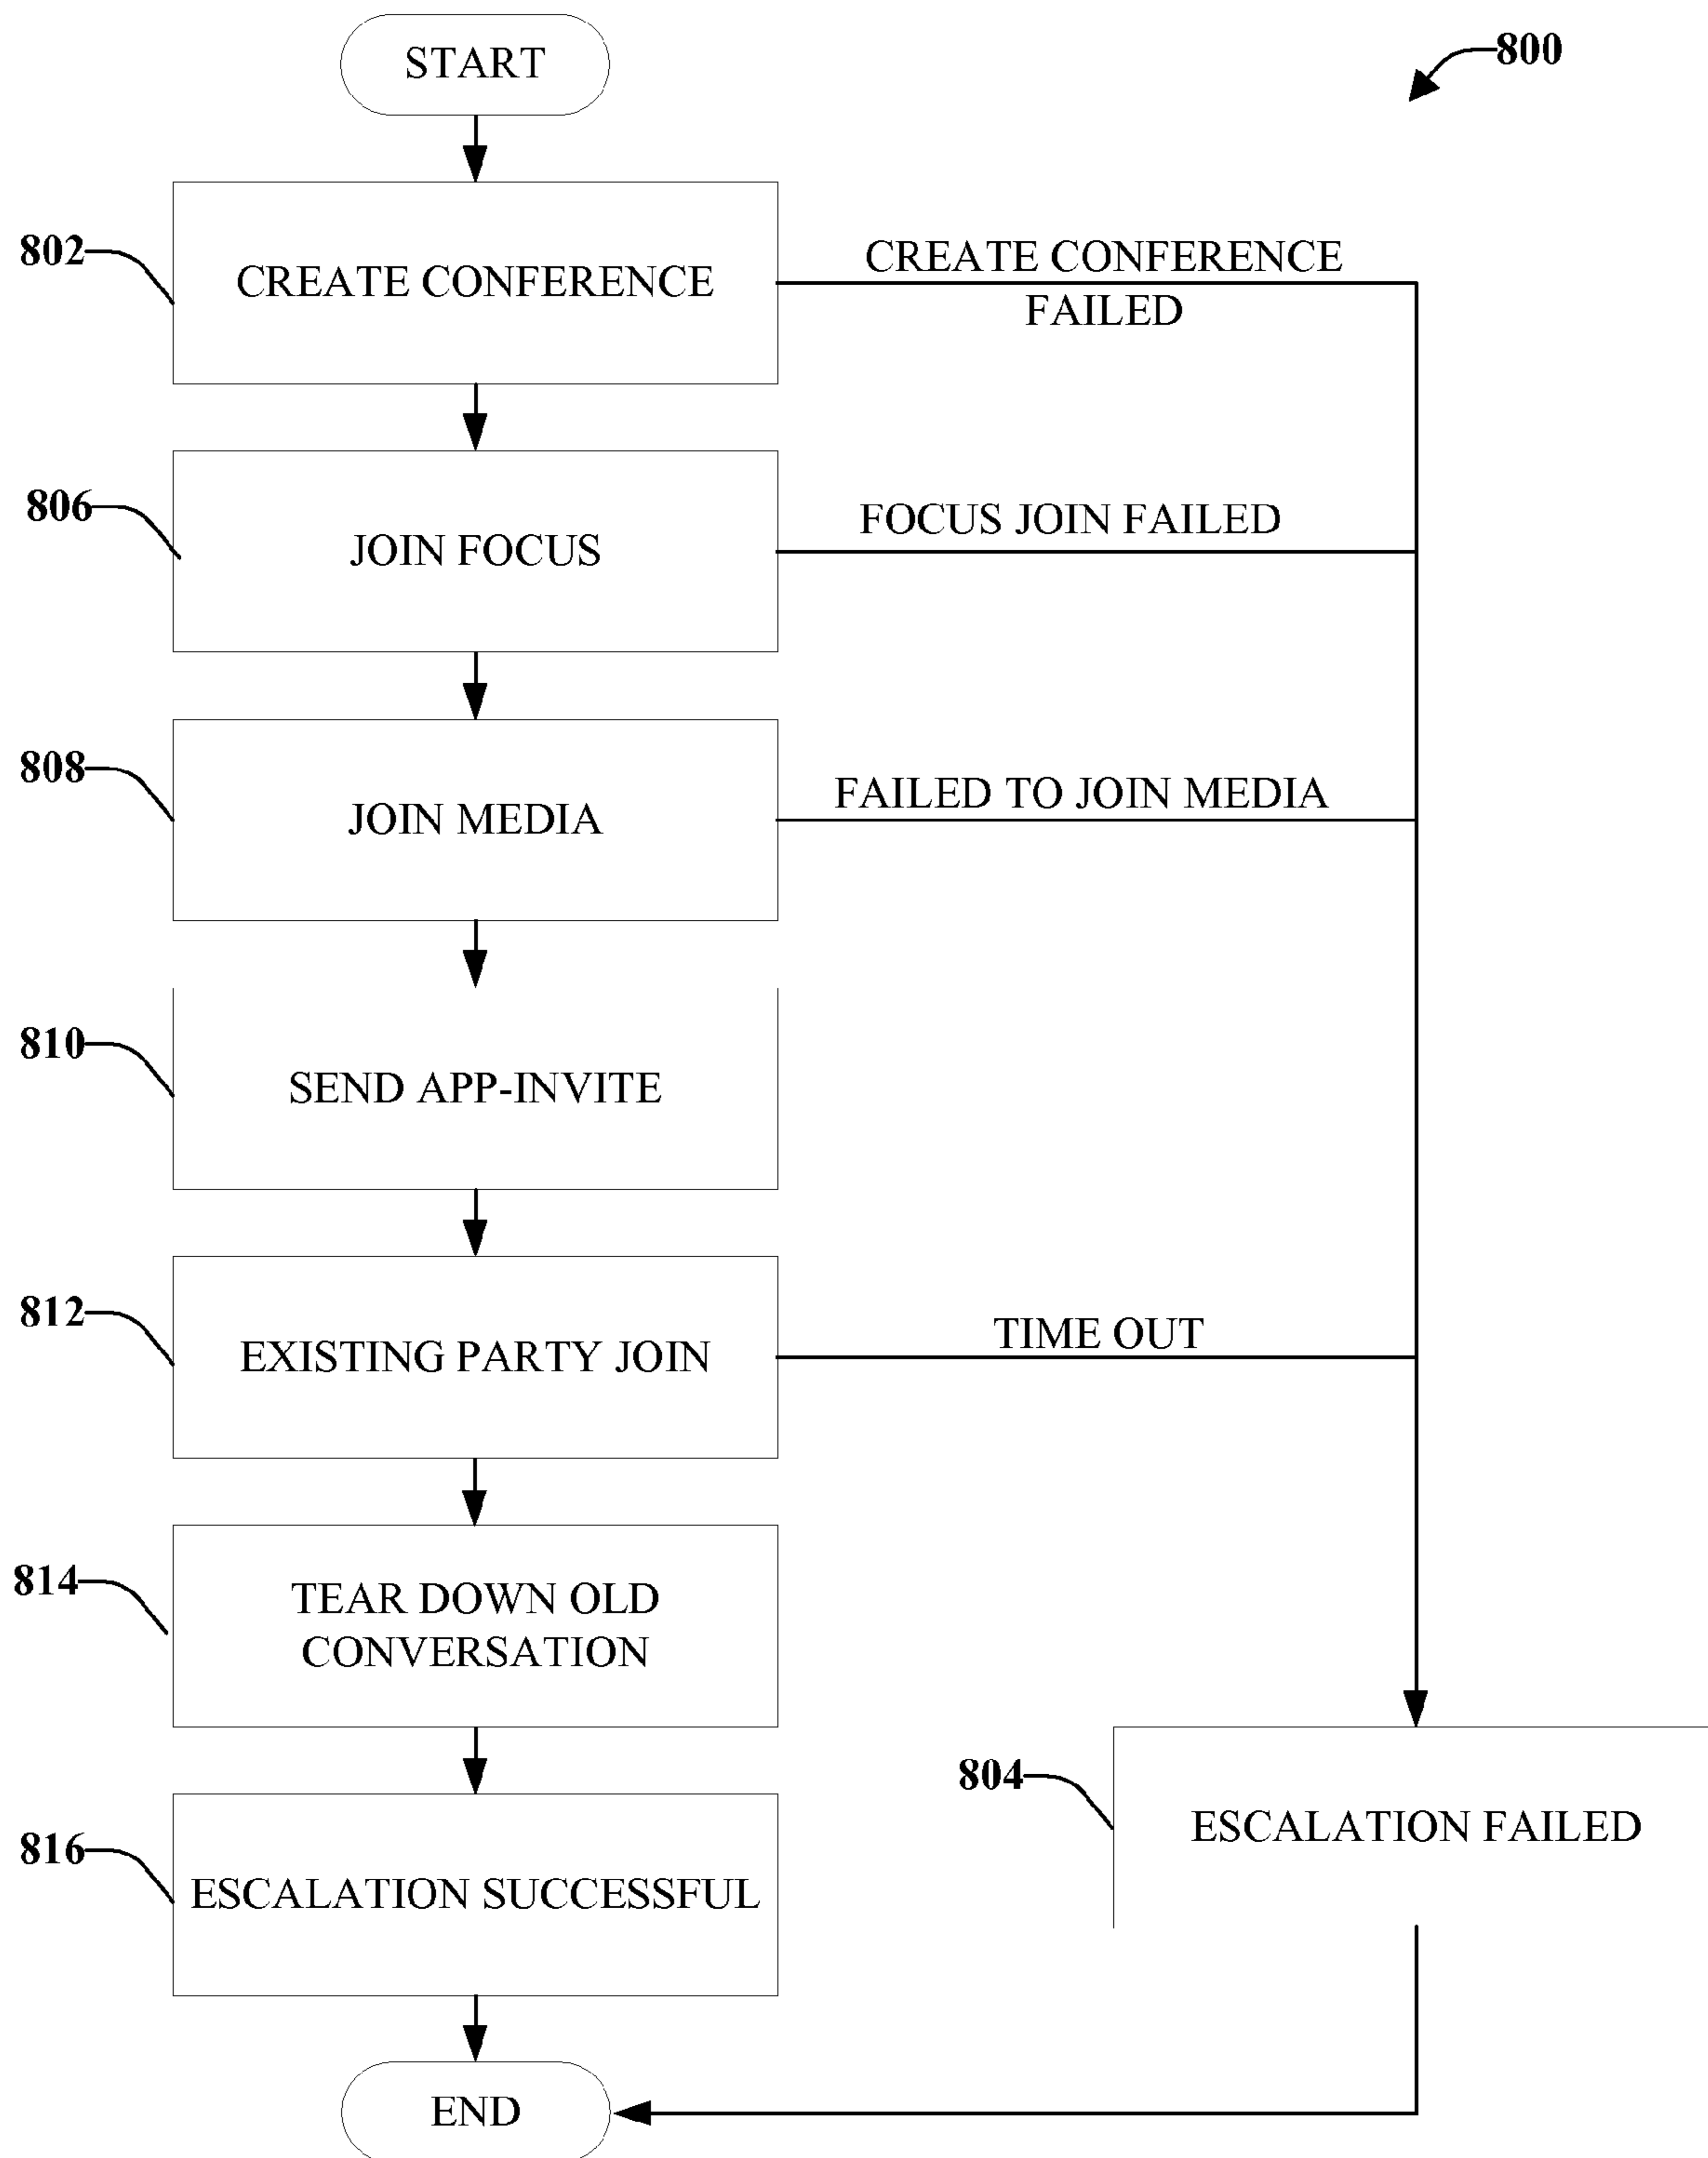 START
800
802
CREATE CONFERENCE
CREATE CONFERENCE
FAILED
806
JOIN FOCUS
FOCUS JOIN FAILED
808
JOIN MEDIA
FAILED TO JOIN MEDIA
810
SEND APP-INVITE
812
EXISTING PARTY JOIN
TIME OUT
814
TEAR DOWN OLD
CONVERSATION
804
ESCALATION FAILED
816
ESCALATION SUCCESSFUL
END